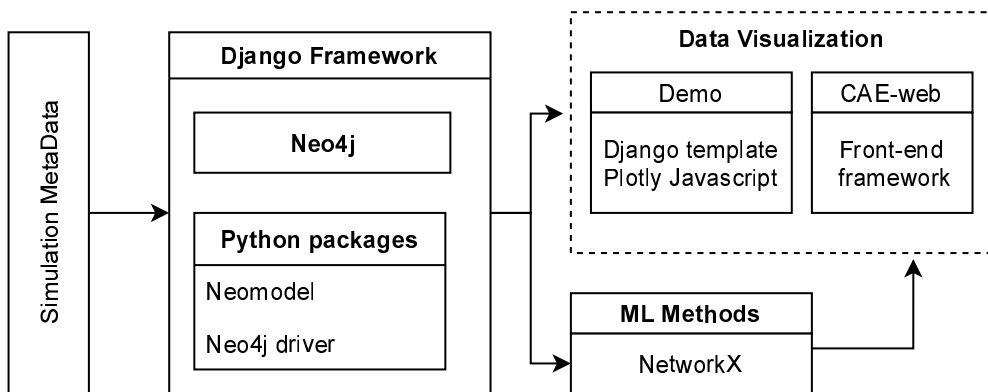 Simulation MetaData
Django Framework
Neo4j
Python packages
Neomodel
Neo4j driver
Data Visualization
Demo
Django template
Plotly Javascript
CAE-web
Front-end
framework
ML Methods
NetworkX